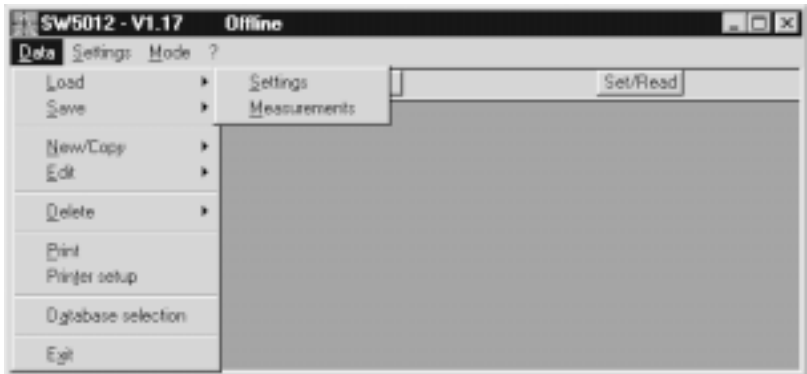 SW5012 - V1.17 Offline
Data Settings Mode ?
Load
Save
New/Copy
Edit
Delete
Print
Printer setup
Database selection
Exit
Settings
Measurements
Set/Read